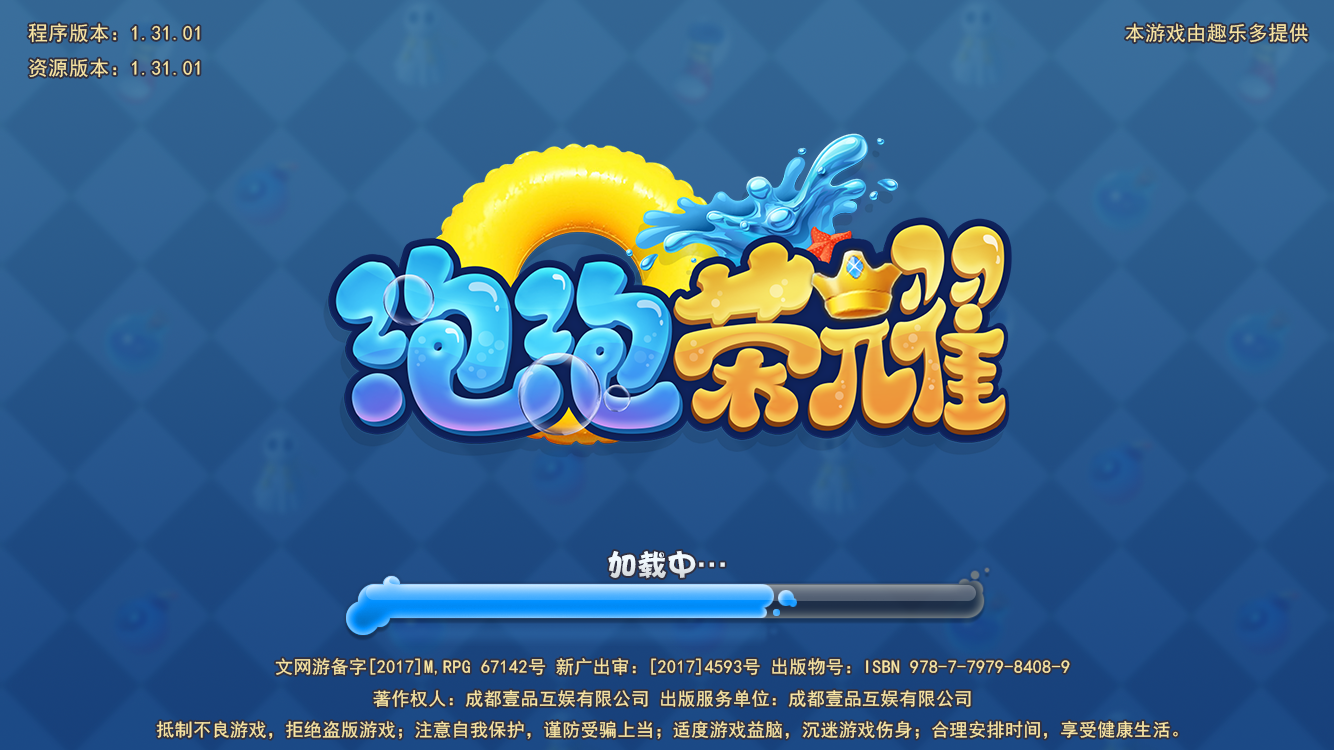 程序版本：1.31.01
本游戏由趣乐多提供
资源版本：1.31.01
泡泡荣耀
加载中···
文网游备字[2017]M,RPG 67142号 新广出审：[2017]4593号 出版物号：ISBN 978-7-7979-8408-9
著作权人：成都壹品互娱有限公司 出版服务单位：成都壹品互娱有限公司
抵制不良游戏，拒绝盗版游戏；注意自我保护，谨防受骗上当；适度游戏益脑，沉迷游戏伤身；合理安排时间，享受健康生活。